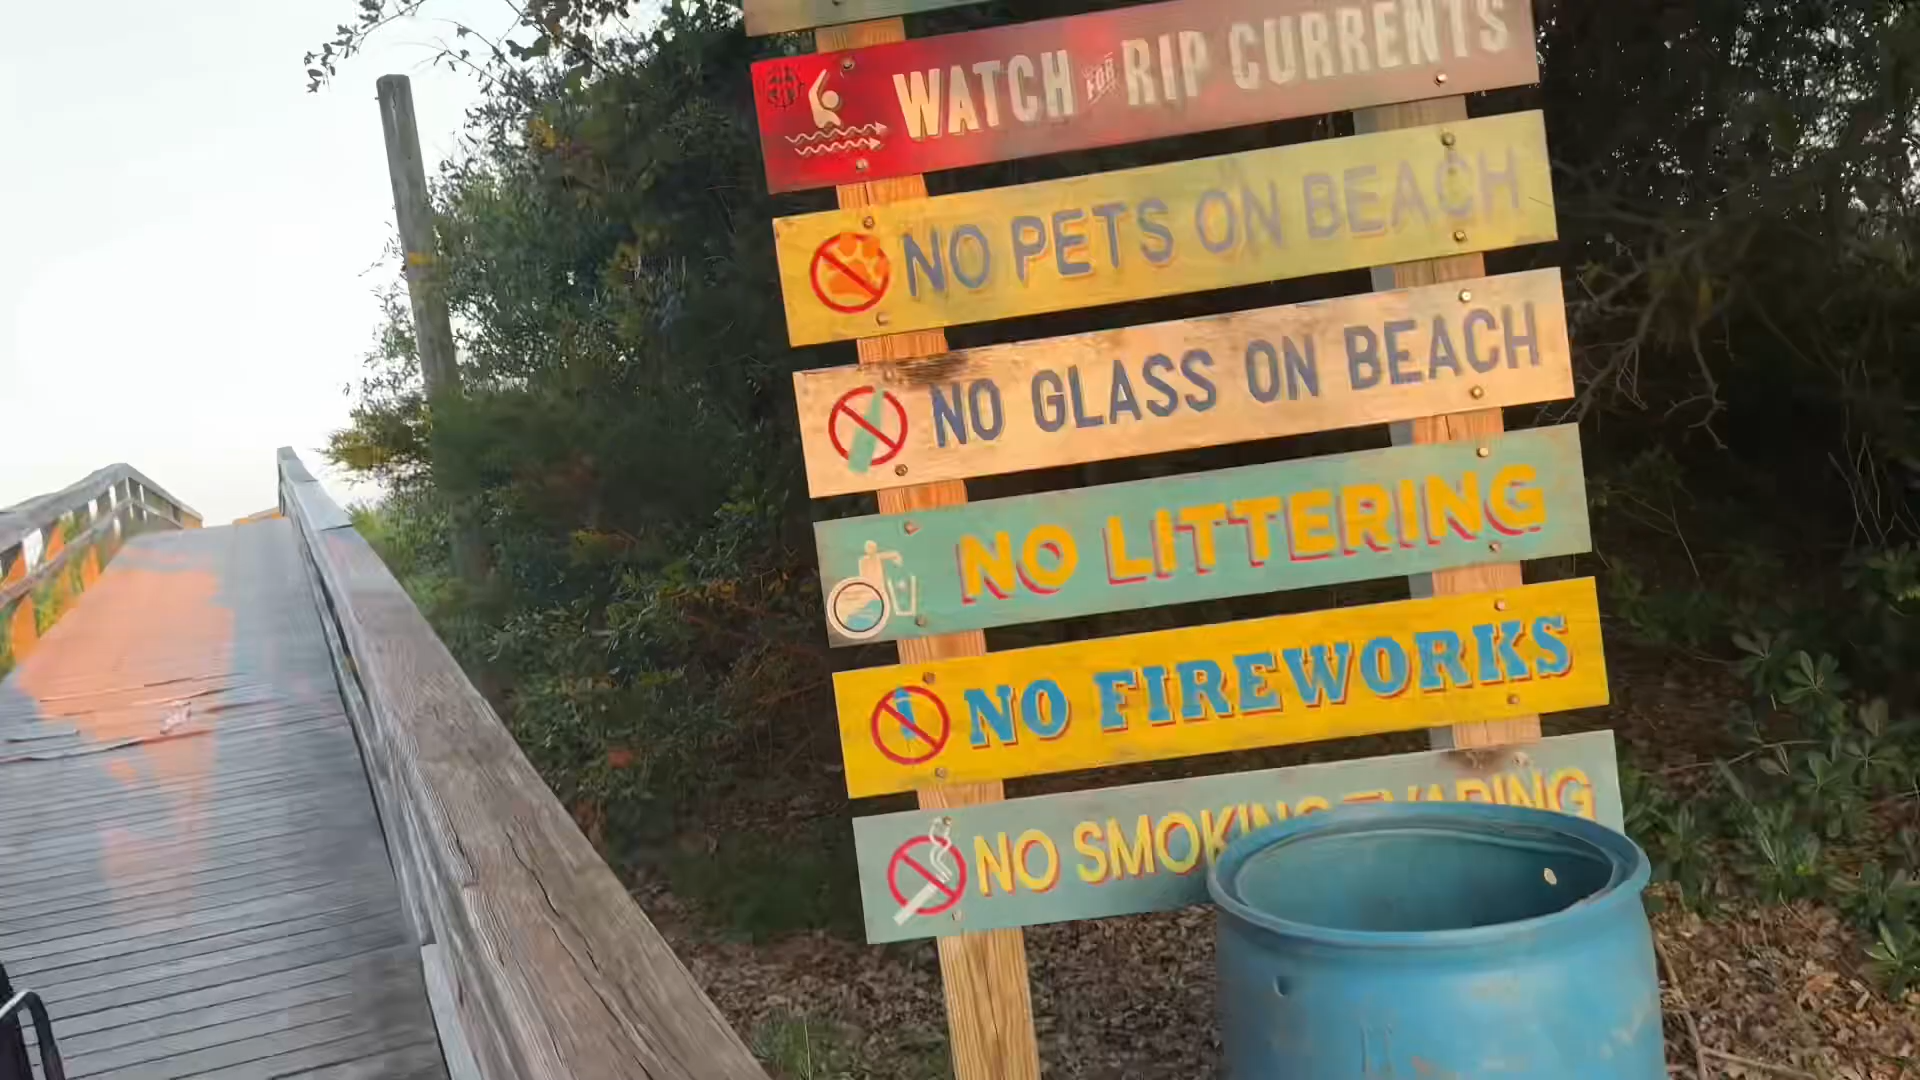 WATCH FOR RIP CURRENTS
NO PETS ON BEACH
NO GLASS ON BEACH
NO LITTERING
NO FIREWORKS
NO SMOKING